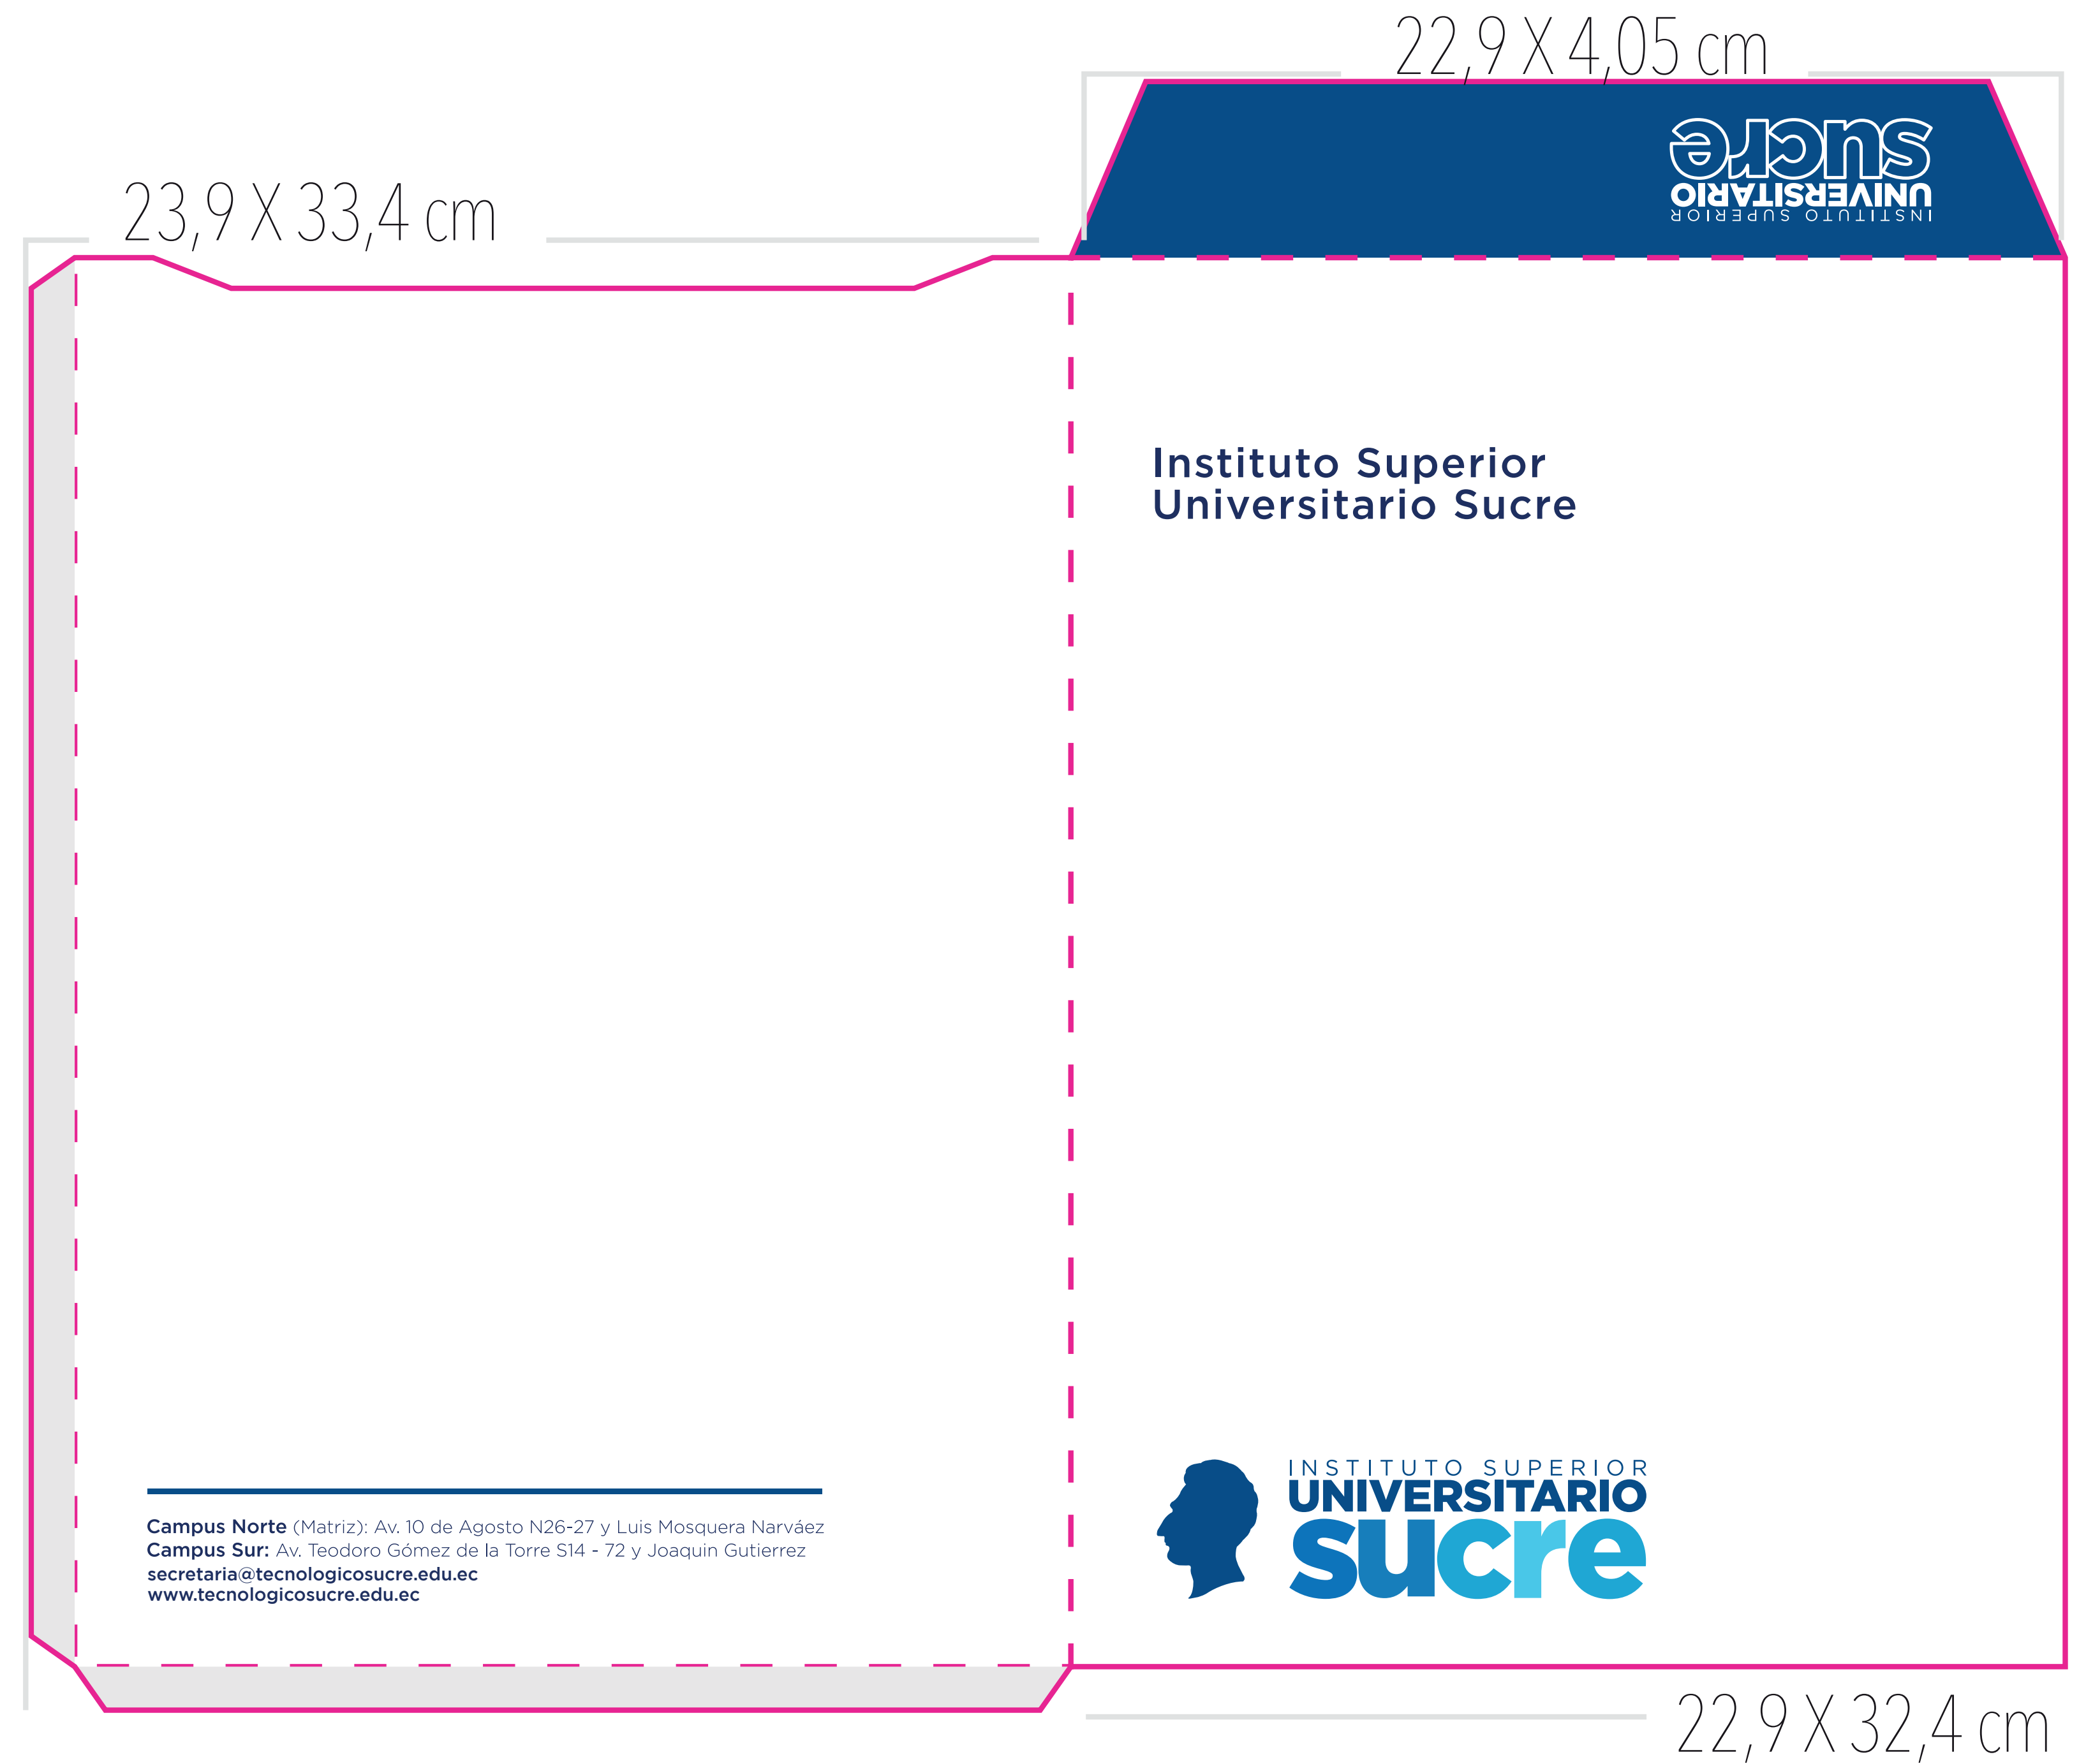 22,9 X 4,05 cm
sucre
UNIVERSITARIO
INSTITUTO SUPERIOR
23,9 X 33,4 cm
Instituto Superior
Universitario Sucre
INSTITUTO SUPERIOR
UNIVERSITARIO
sucre
Campus Norte (Matriz): Av. 10 de Agosto N26-27 y Luis Mosquera Narváez
Campus Sur: Av. Teodoro Gómez de la Torre S14 - 72 y Joaquin Gutierrez
secretaria@tecnologicosucre.edu.ec
www.tecnologicosucre.edu.ec
22,9 X 32,4 cm